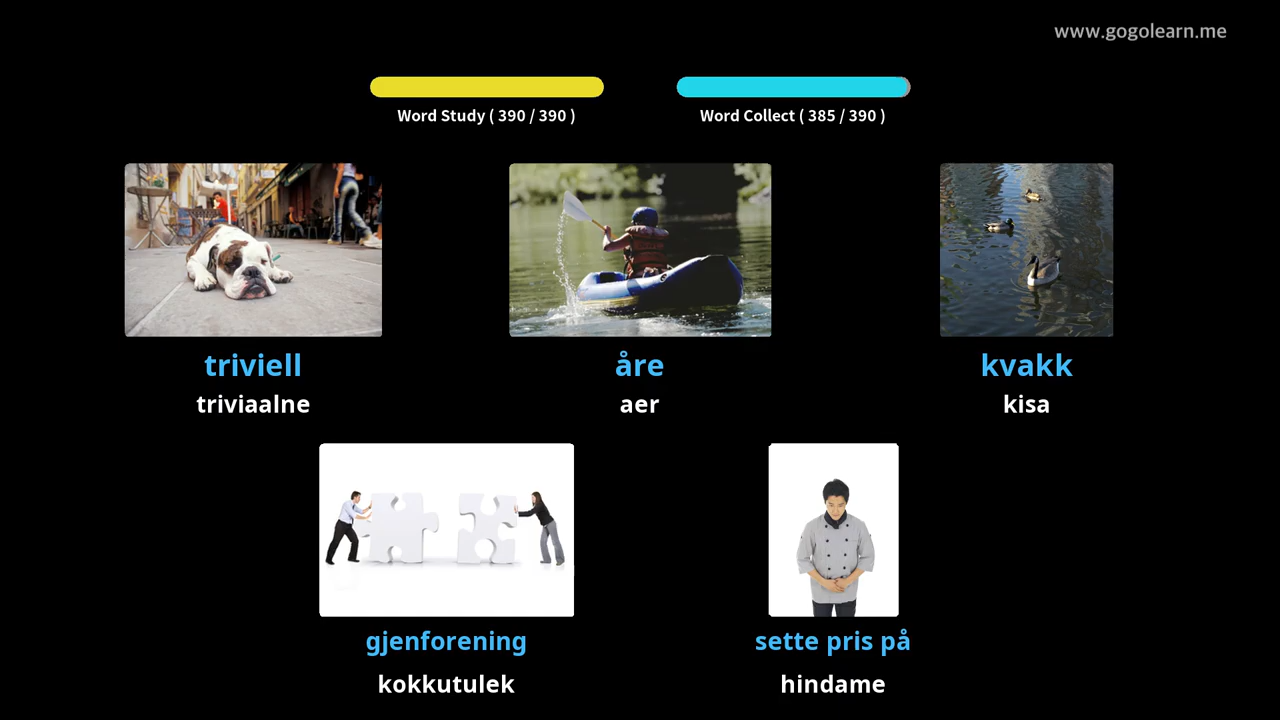 www.gogolearn.me
Word Study ( 390 / 390 )
Word Collect ( 385 / 390 )
triviell
åre
kvakk
triviaalne
aer
kisa
gjenforening
sette pris på
kokkutulek
hindame